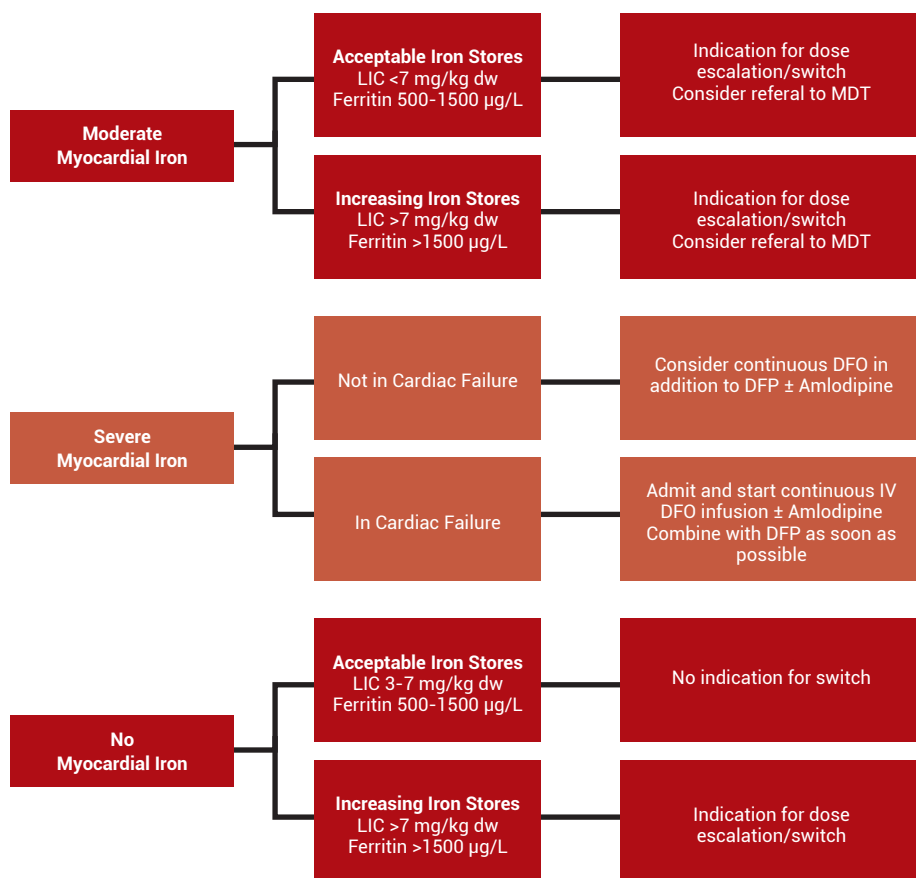 Moderate
Myocardial Iron
Acceptable Iron Stores
LIC <7 mg/kg dw
Ferritin 500-1500 µg/L
Indication for dose
escalation/switch
Consider referal to MDT
Increasing Iron Stores
LIC >7 mg/kg dw
Ferritin >1500 µg/L
Indication for dose
escalation/switch
Consider referal to MDT
Severe
Myocardial Iron
Not in Cardiac Failure
Consider continuous DFO in
addition to DFP ± Amlodipine
In Cardiac Failure
Admit and start continuous IV
DFO infusion ± Amlodipine
Combine with DFP as soon as
possible
No
Myocardial Iron
Acceptable Iron Stores
LIC 3-7 mg/kg dw
Ferritin 500-1500 µg/L
No indication for switch
Increasing Iron Stores
LIC >7 mg/kg dw
Ferritin >1500 µg/L
Indication for dose
escalation/switch